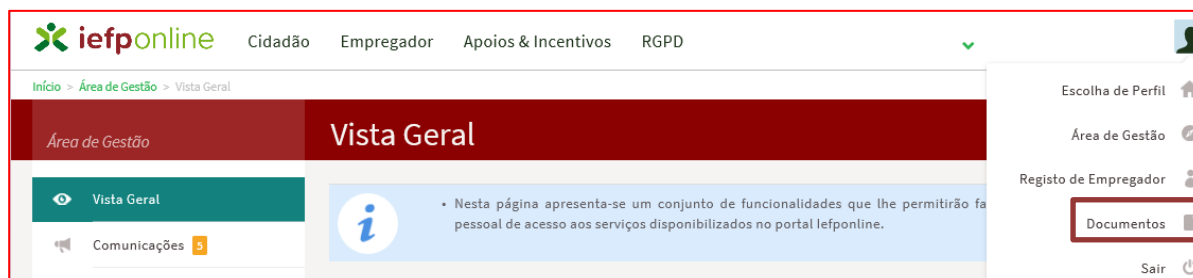 iefponline Cidadão Empregador Apoios & Incentivos RGPD
Início > Área de Gestão > Vista Geral
Escolha de Perfil
Área de Gestão
Vista Geral
Área de Gestão
Registo de Empregador
Vista Geral
• Nesta página apresenta-se um conjunto de funcionalidades que lhe permitirão fa
pessoal de acesso aos serviços disponibilizados no portal Iefponline.
Documentos
Comunicações 5
Sair